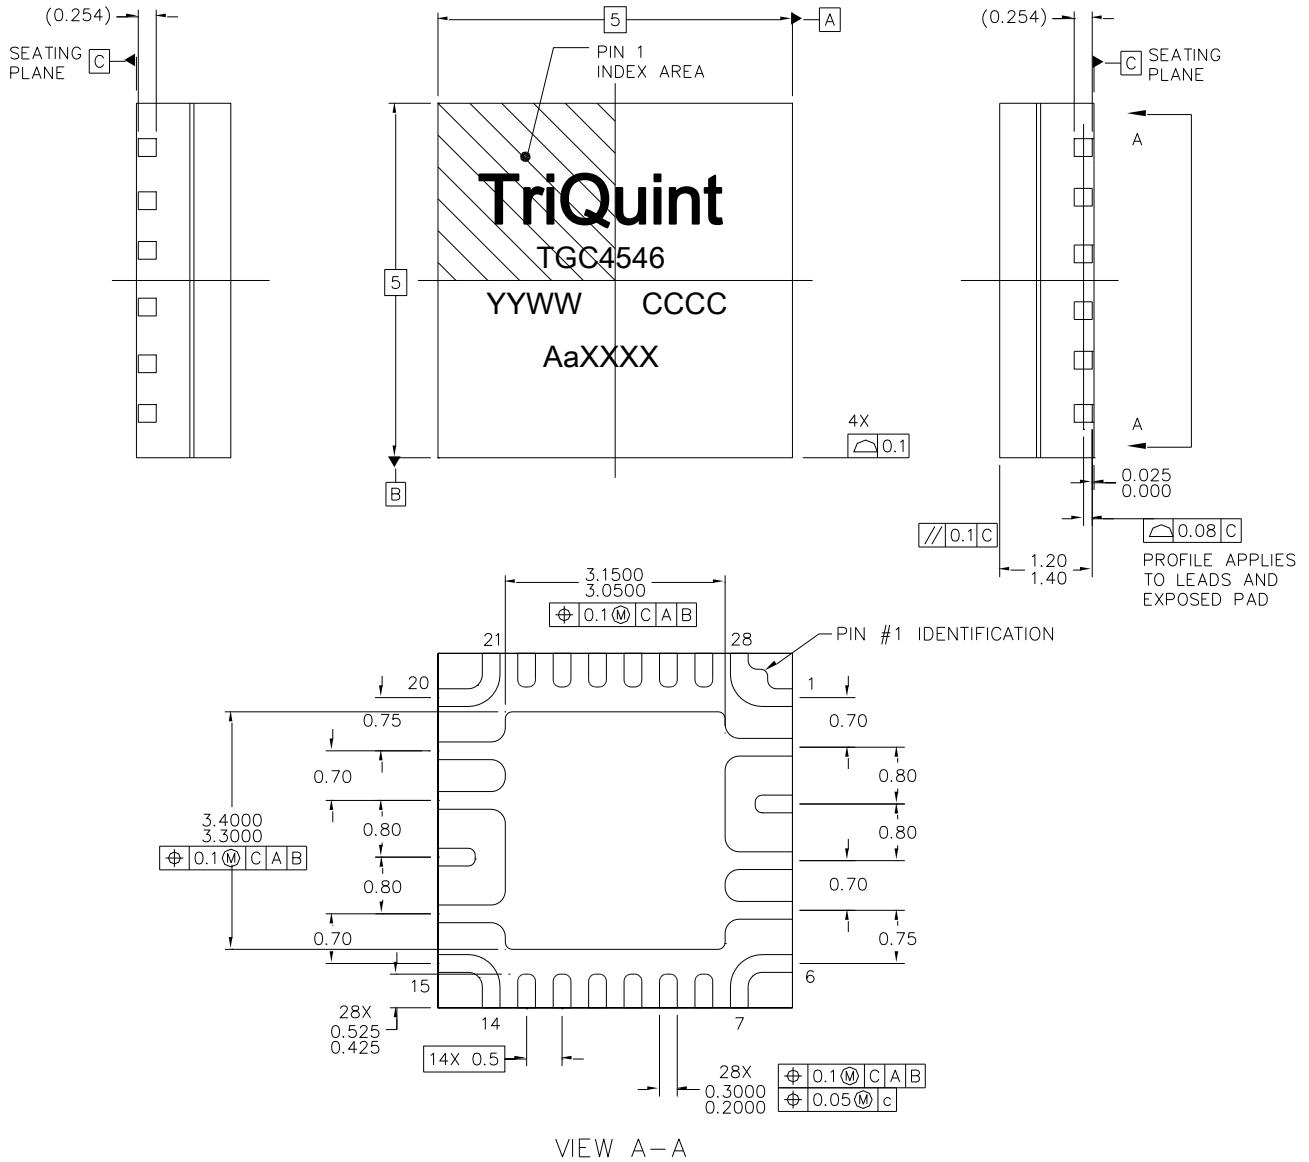 (0.254)
SEATING
PLANE
C
5
A
PIN 1
INDEX AREA
(0.254)
C
SEATING
PLANE
A
TriQuint
TGC4546
5
YYWW CCCC
AaXXXX
4X
0.1
A
B
0.025
0.000
// 0.1 C
1.20
1.40
0.08 C
PROFILE APPLIES
TO LEADS AND
EXPOSED PAD
3.1500
3.0500
⌖ 0.1 Ⓜ C A B
21
28
PIN #1 IDENTIFICATION
20
1
0.75
0.70
0.70
0.80
3.4000
3.3000
⌖ 0.1 Ⓜ C A B
0.80
0.80
0.80
0.70
0.70
0.75
15
6
28X
0.525
0.425
14
7
14X 0.5
28X
0.3000
0.2000
⌖ 0.1 Ⓜ C A B
⌖ 0.05 Ⓜ c
VIEW A-A